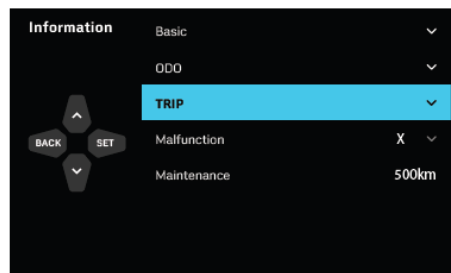 Information
Basic
ODO
TRIP
BACK SET
Malfunction X
Maintenance 500km